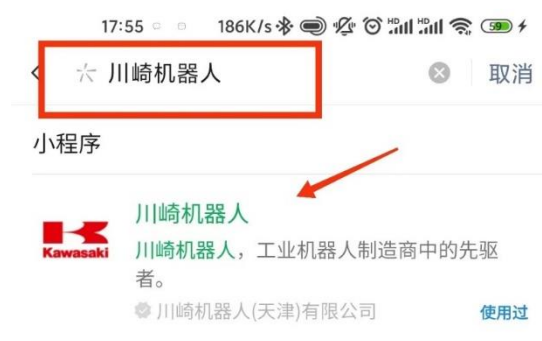 17:55 186K/s HD HD 59
川崎机器人 取消
小程序
川崎机器人
Kawasaki
川崎机器人，工业机器人制造商中的先驱
者。
川崎机器人(天津)有限公司 使用过